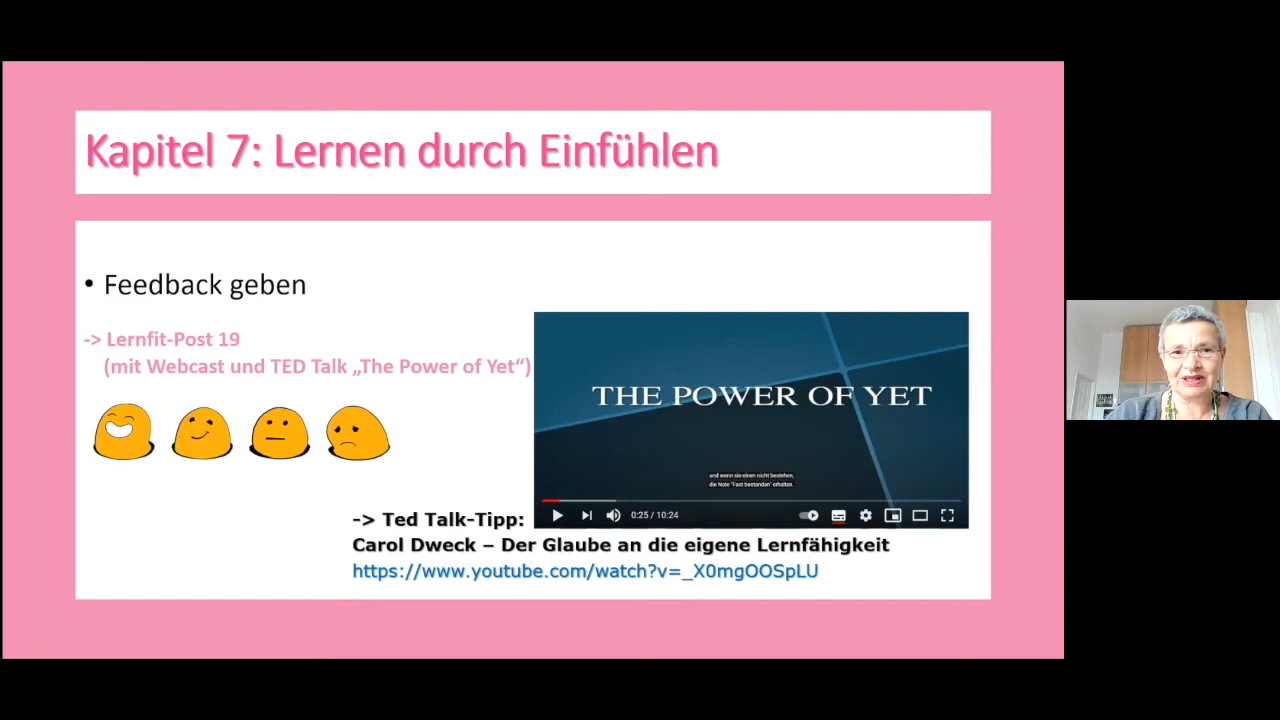 Kapitel 7: Lernen durch Einfühlen
• Feedback geben
-> Lernfit-Post 19
(mit Webcast und TED Talk „The Power of Yet“)
THE POWER OF YET
und wenn sie einen nicht bestehen,
die Note "Fast bestanden" erhalten.
0:25 / 10:24
-> Ted Talk-Tipp:
Carol Dweck – Der Glaube an die eigene Lernfähigkeit
https://www.youtube.com/watch?v=_X0mgOOSpLU